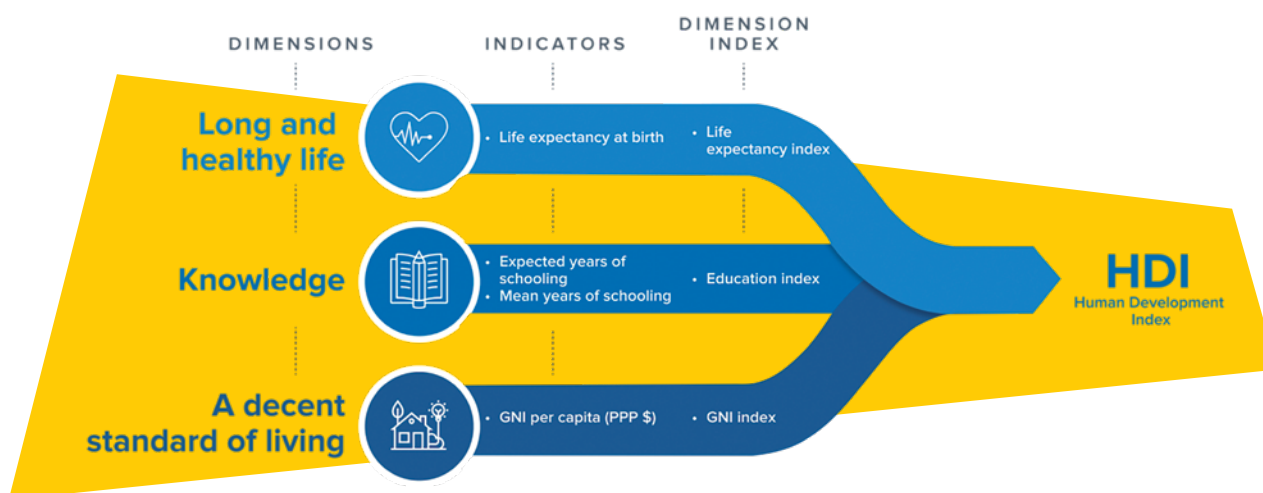 DIMENSIONS
INDICATORS
DIMENSION
INDEX
Long and
healthy life
• Life expectancy at birth
• Life
expectancy index
Knowledge
• Expected years of
schooling
• Mean years of schooling
• Education index
A decent
standard of living
• GNI per capita (PPP $)
• GNI index
HDI
Human Development
Index